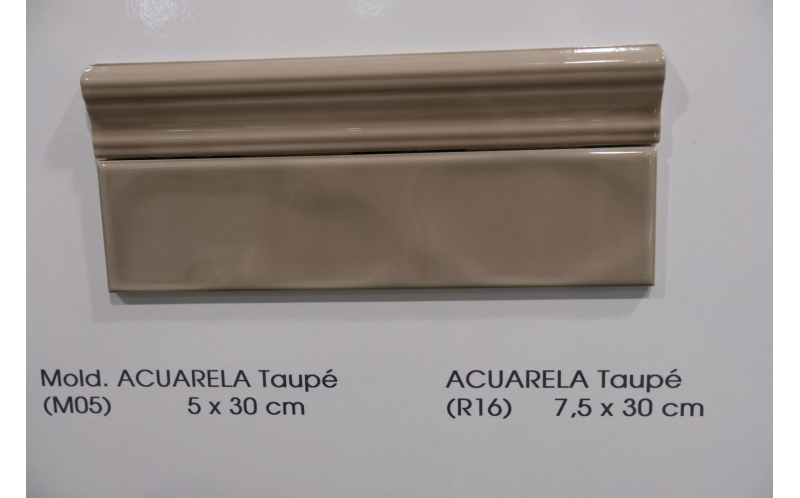 Mold. ACUARELA Taupé
(M05) 5 x 30 cm
ACUARELA Taupé
(R16) 7,5 x 30 cm